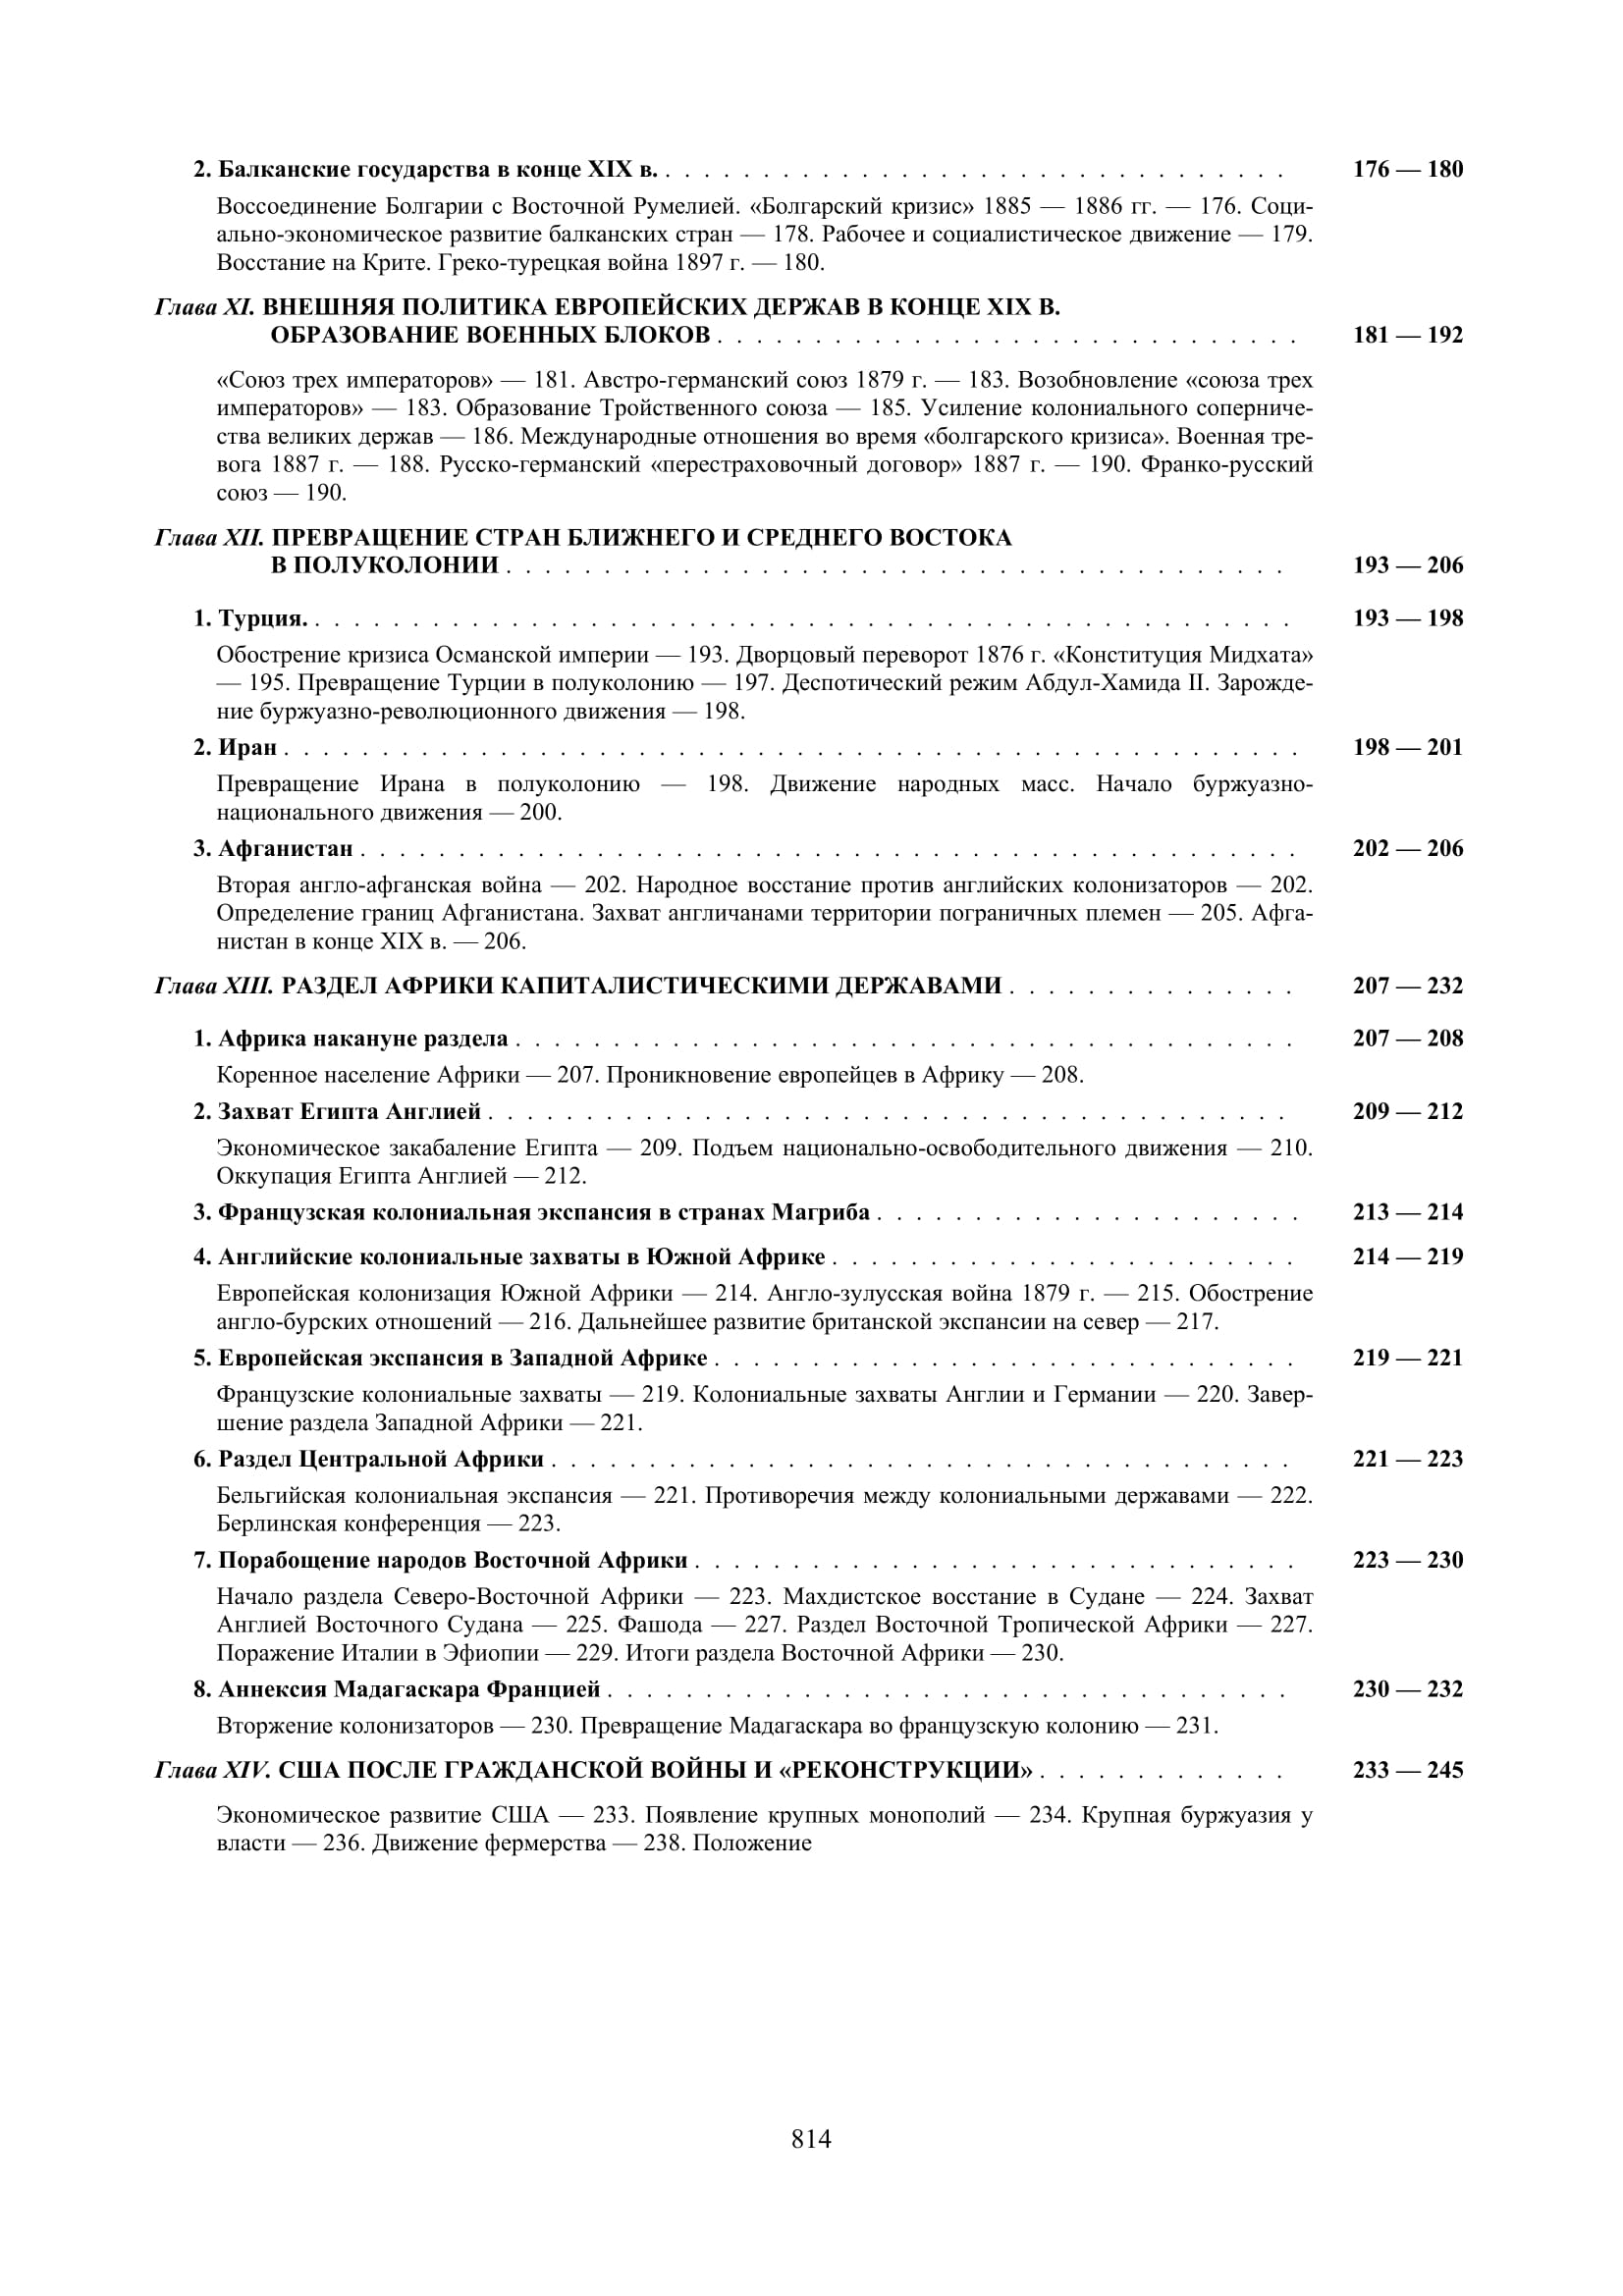 2. Балканские государства в конце XIX в. . . . . . . . . . . . . . . . . . . . . . . . . . . . . . . . . 176 — 180
Воссоединение Болгарии с Восточной Румелией. «Болгарский кризис» 1885 — 1886 гг. — 176. Соци-
ально-экономическое развитие балканских стран — 178. Рабочее и социалистическое движение — 179.
Восстание на Крите. Греко-турецкая война 1897 г. — 180.
Глава XI. ВНЕШНЯЯ ПОЛИТИКА ЕВРОПЕЙСКИХ ДЕРЖАВ В КОНЦЕ XIX В.
ОБРАЗОВАНИЕ ВОЕННЫХ БЛОКОВ . . . . . . . . . . . . . . . . . . . . . . . . . . . . . . 181 — 192
«Союз трех императоров» — 181. Австро-германский союз 1879 г. — 183. Возобновление «союза трех
императоров» — 183. Образование Тройственного союза — 185. Усиление колониального соперниче-
ства великих держав — 186. Международные отношения во время «болгарского кризиса». Военная тре-
вога 1887 г. — 188. Русско-германский «перестраховочный договор» 1887 г. — 190. Франко-русский
союз — 190.
Глава XII. ПРЕВРАЩЕНИЕ СТРАН БЛИЖНЕГО И СРЕДНЕГО ВОСТОКА
В ПОЛУКОЛОНИИ . . . . . . . . . . . . . . . . . . . . . . . . . . . . . . . . . . . . . . . . 193 — 206
1. Турция. . . . . . . . . . . . . . . . . . . . . . . . . . . . . . . . . . . . . . . . . . . . . . . . . . . 193 — 198
Обострение кризиса Османской империи — 193. Дворцовый переворот 1876 г. «Конституция Мидхата»
— 195. Превращение Турции в полуколонию — 197. Деспотический режим Абдул-Хамида II. Зарожде-
ние буржуазно-революционного движения — 198.
2. Иран . . . . . . . . . . . . . . . . . . . . . . . . . . . . . . . . . . . . . . . . . . . . . . . . . . . . 198 — 201
Превращение Ирана в полуколонию — 198. Движение народных масс. Начало буржуазно-
национального движения — 200.
3. Афганистан . . . . . . . . . . . . . . . . . . . . . . . . . . . . . . . . . . . . . . . . . . . . . . . . 202 — 206
Вторая англо-афганская война — 202. Народное восстание против английских колонизаторов — 202.
Определение границ Афганистана. Захват англичанами территории пограничных племен — 205. Афга-
нистан в конце XIX в. — 206.
Глава XIII. РАЗДЕЛ АФРИКИ КАПИТАЛИСТИЧЕСКИМИ ДЕРЖАВАМИ . . . . . . . . . . . . . . . 207 — 232
1. Африка накануне раздела . . . . . . . . . . . . . . . . . . . . . . . . . . . . . . . . . . . . . . . . 207 — 208
Коренное население Африки — 207. Проникновение европейцев в Африку — 208.
2. Захват Египта Англией . . . . . . . . . . . . . . . . . . . . . . . . . . . . . . . . . . . . . . . . . 209 — 212
Экономическое закабаление Египта — 209. Подъем национально-освободительного движения — 210.
Оккупация Египта Англией — 212.
3. Французская колониальная экспансия в странах Магриба . . . . . . . . . . . . . . . . . . . . . . 213 — 214
4. Английские колониальные захваты в Южной Африке . . . . . . . . . . . . . . . . . . . . . . . . 214 — 219
Европейская колонизация Южной Африки — 214. Англо-зулусская война 1879 г. — 215. Обострение
англо-бурских отношений — 216. Дальнейшее развитие британской экспансии на север — 217.
5. Европейская экспансия в Западной Африке . . . . . . . . . . . . . . . . . . . . . . . . . . . . . . 219 — 221
Французские колониальные захваты — 219. Колониальные захваты Англии и Германии — 220. Завер-
шение раздела Западной Африки — 221.
6. Раздел Центральной Африки . . . . . . . . . . . . . . . . . . . . . . . . . . . . . . . . . . . . . . 221 — 223
Бельгийская колониальная экспансия — 221. Противоречия между колониальными державами — 222.
Берлинская конференция — 223.
7. Порабощение народов Восточной Африки . . . . . . . . . . . . . . . . . . . . . . . . . . . . . . . 223 — 230
Начало раздела Северо-Восточной Африки — 223. Махдистское восстание в Судане — 224. Захват
Англией Восточного Судана — 225. Фашода — 227. Раздел Восточной Тропической Африки — 227.
Поражение Италии в Эфиопии — 229. Итоги раздела Восточной Африки — 230.
8. Аннексия Мадагаскара Францией . . . . . . . . . . . . . . . . . . . . . . . . . . . . . . . . . . . 230 — 232
Вторжение колонизаторов — 230. Превращение Мадагаскара во французскую колонию — 231.
Глава XIV. США ПОСЛЕ ГРАЖДАНСКОЙ ВОЙНЫ И «РЕКОНСТРУКЦИИ» . . . . . . . . . . . . . 233 — 245
Экономическое развитие США — 233. Появление крупных монополий — 234. Крупная буржуазия у
власти — 236. Движение фермерства — 238. Положение
814